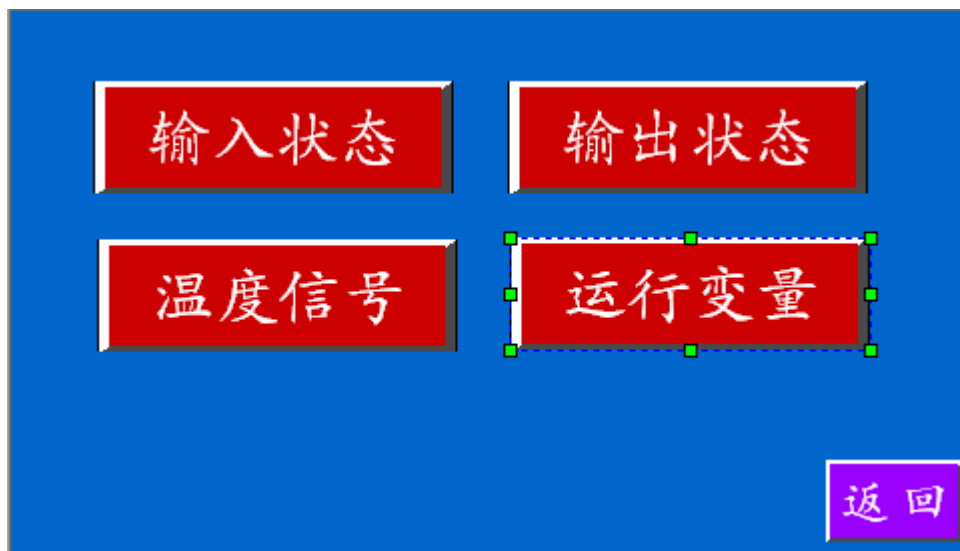 输入状态
输出状态
温度信号
运行变量
返回